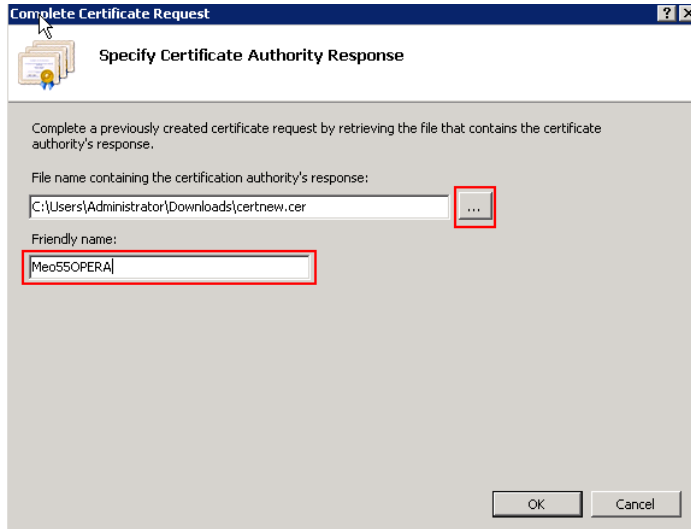 Complete Certificate Request
Specify Certificate Authority Response
Complete a previously created certificate request by retrieving the file that contains the certificate
authority's response.
File name containing the certification authority's response:
C:\Users\Administrator\Downloads\certnew.cer
...
Friendly name:
Meo55OPERA
OK
Cancel